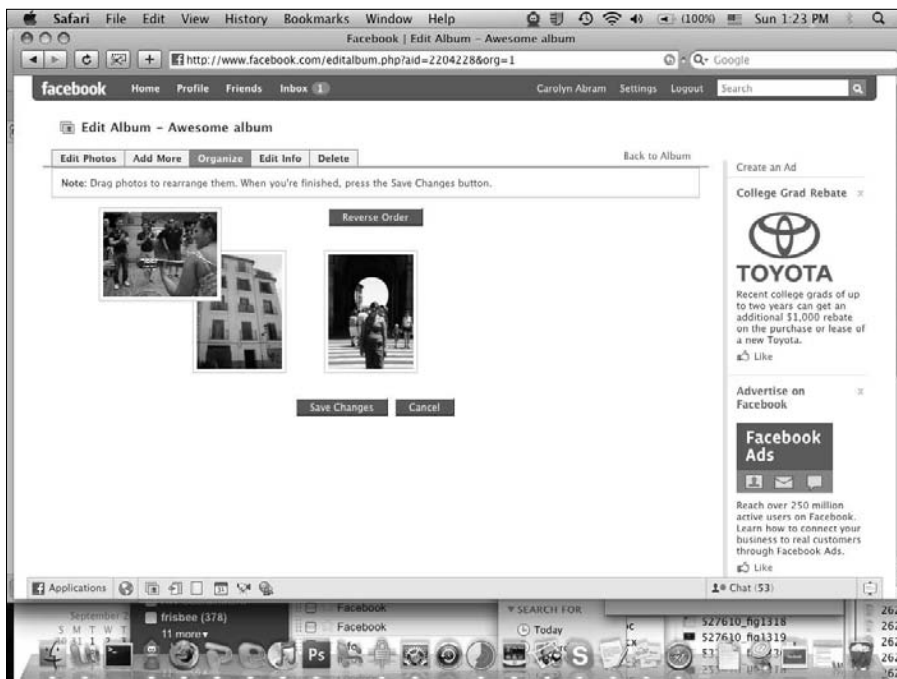 Safari File Edit View History Bookmarks Window Help (100%) Sun 1:23 PM
Facebook | Edit Album – Awesome album
http://www.facebook.com/editalbum.php?aid=2204228&org=1
Google
facebook Home Profile Friends Inbox 1 Carolyn Abram Settings Logout Search
Edit Album – Awesome album
Edit Photos Add More Organize Edit Info Delete Back to Album
Note: Drag photos to rearrange them. When you're finished, press the Save Changes button.
Reverse Order
Save Changes Cancel
Create an Ad
College Grad Rebate x
TOYOTA
Recent college grads of up
to two years can get an
additional $1,000 rebate
on the purchase or lease of
a new Toyota.
Like
Advertise on x
Facebook
Facebook
Ads
Reach over 250 million
active users on Facebook.
Learn how to connect your
business to real customers
through Facebook Ads.
Like
Applications 31 Chat (53)
September
S M T W T
frisbee (378)
11 more
Facebook
Facebook
SEARCH FOR
Today
527610_fig1318
527610_fig1319
Ps
S
262
262
262
262